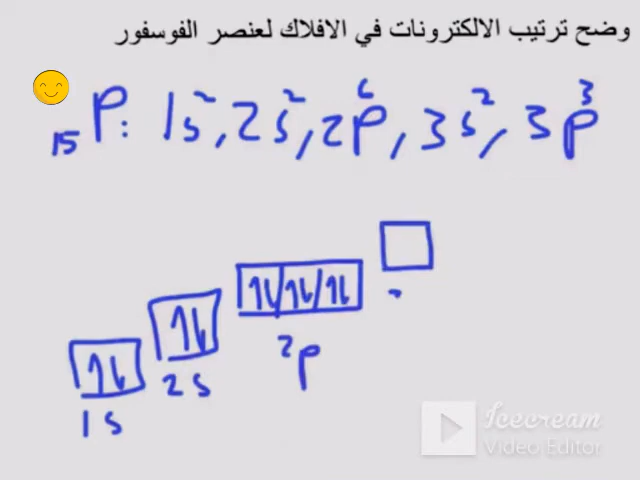 وضح ترتيب الالكترونات في الافلاك لعنصر الفوسفور
₁₅P: 1s², 2s², 2p⁶, 3s², 3p³
1s
2s
2p
Icecream
Video Editor